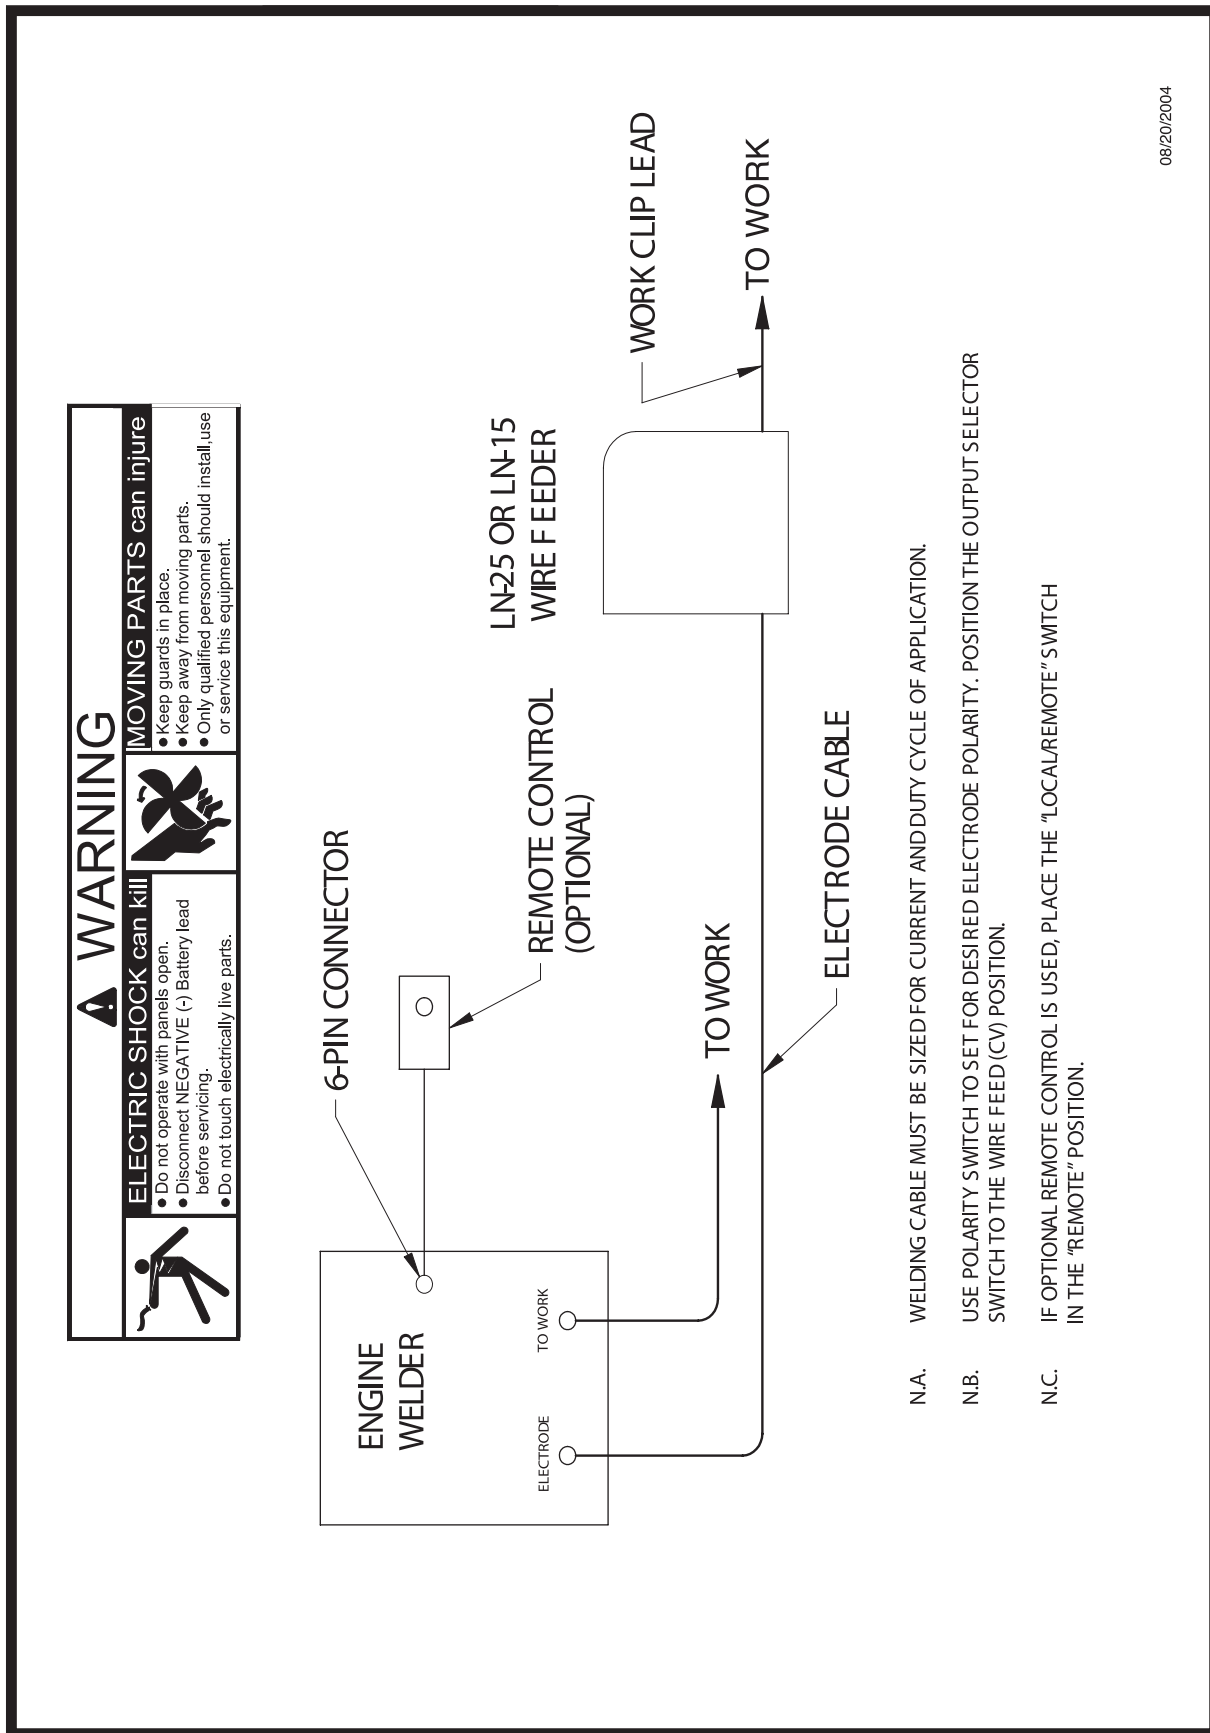 WARNING
ELECTRIC SHOCK can kill
● Do not operate with panels open.
● Disconnect NEGATIVE (-) Battery lead
before servicing.
● Do not touch electrically live parts.
MOVING PARTS can injure
● Keep guards in place.
● Keep away from moving parts.
● Only qualified personnel should install,use
or service this equipment.
ENGINE
WELDER
ELECTRODE
TO WORK
6-PIN CONNECTOR
REMOTE CONTROL
(OPTIONAL)
LN-25 OR LN-15
WIRE F EEDER
WORK CLIP LEAD
TO WORK
TO WORK
ELECTRODE CABLE
N.A. WELDING CABLE MUST BE SIZED FOR CURRENT AND DUTY CYCLE OF APPLICATION.
N.B. USE POLARITY SWITCH TO SET FOR DESIRED ELECTRODE POLARITY. POSITION THE OUTPUT SELECTOR
SWITCH TO THE WIRE FEED (CV) POSITION.
N.C. IF OPTIONAL REMOTE CONTROL IS USED, PLACE THE "LOCAL/REMOTE" SWITCH
IN THE "REMOTE" POSITION.
08/20/2004